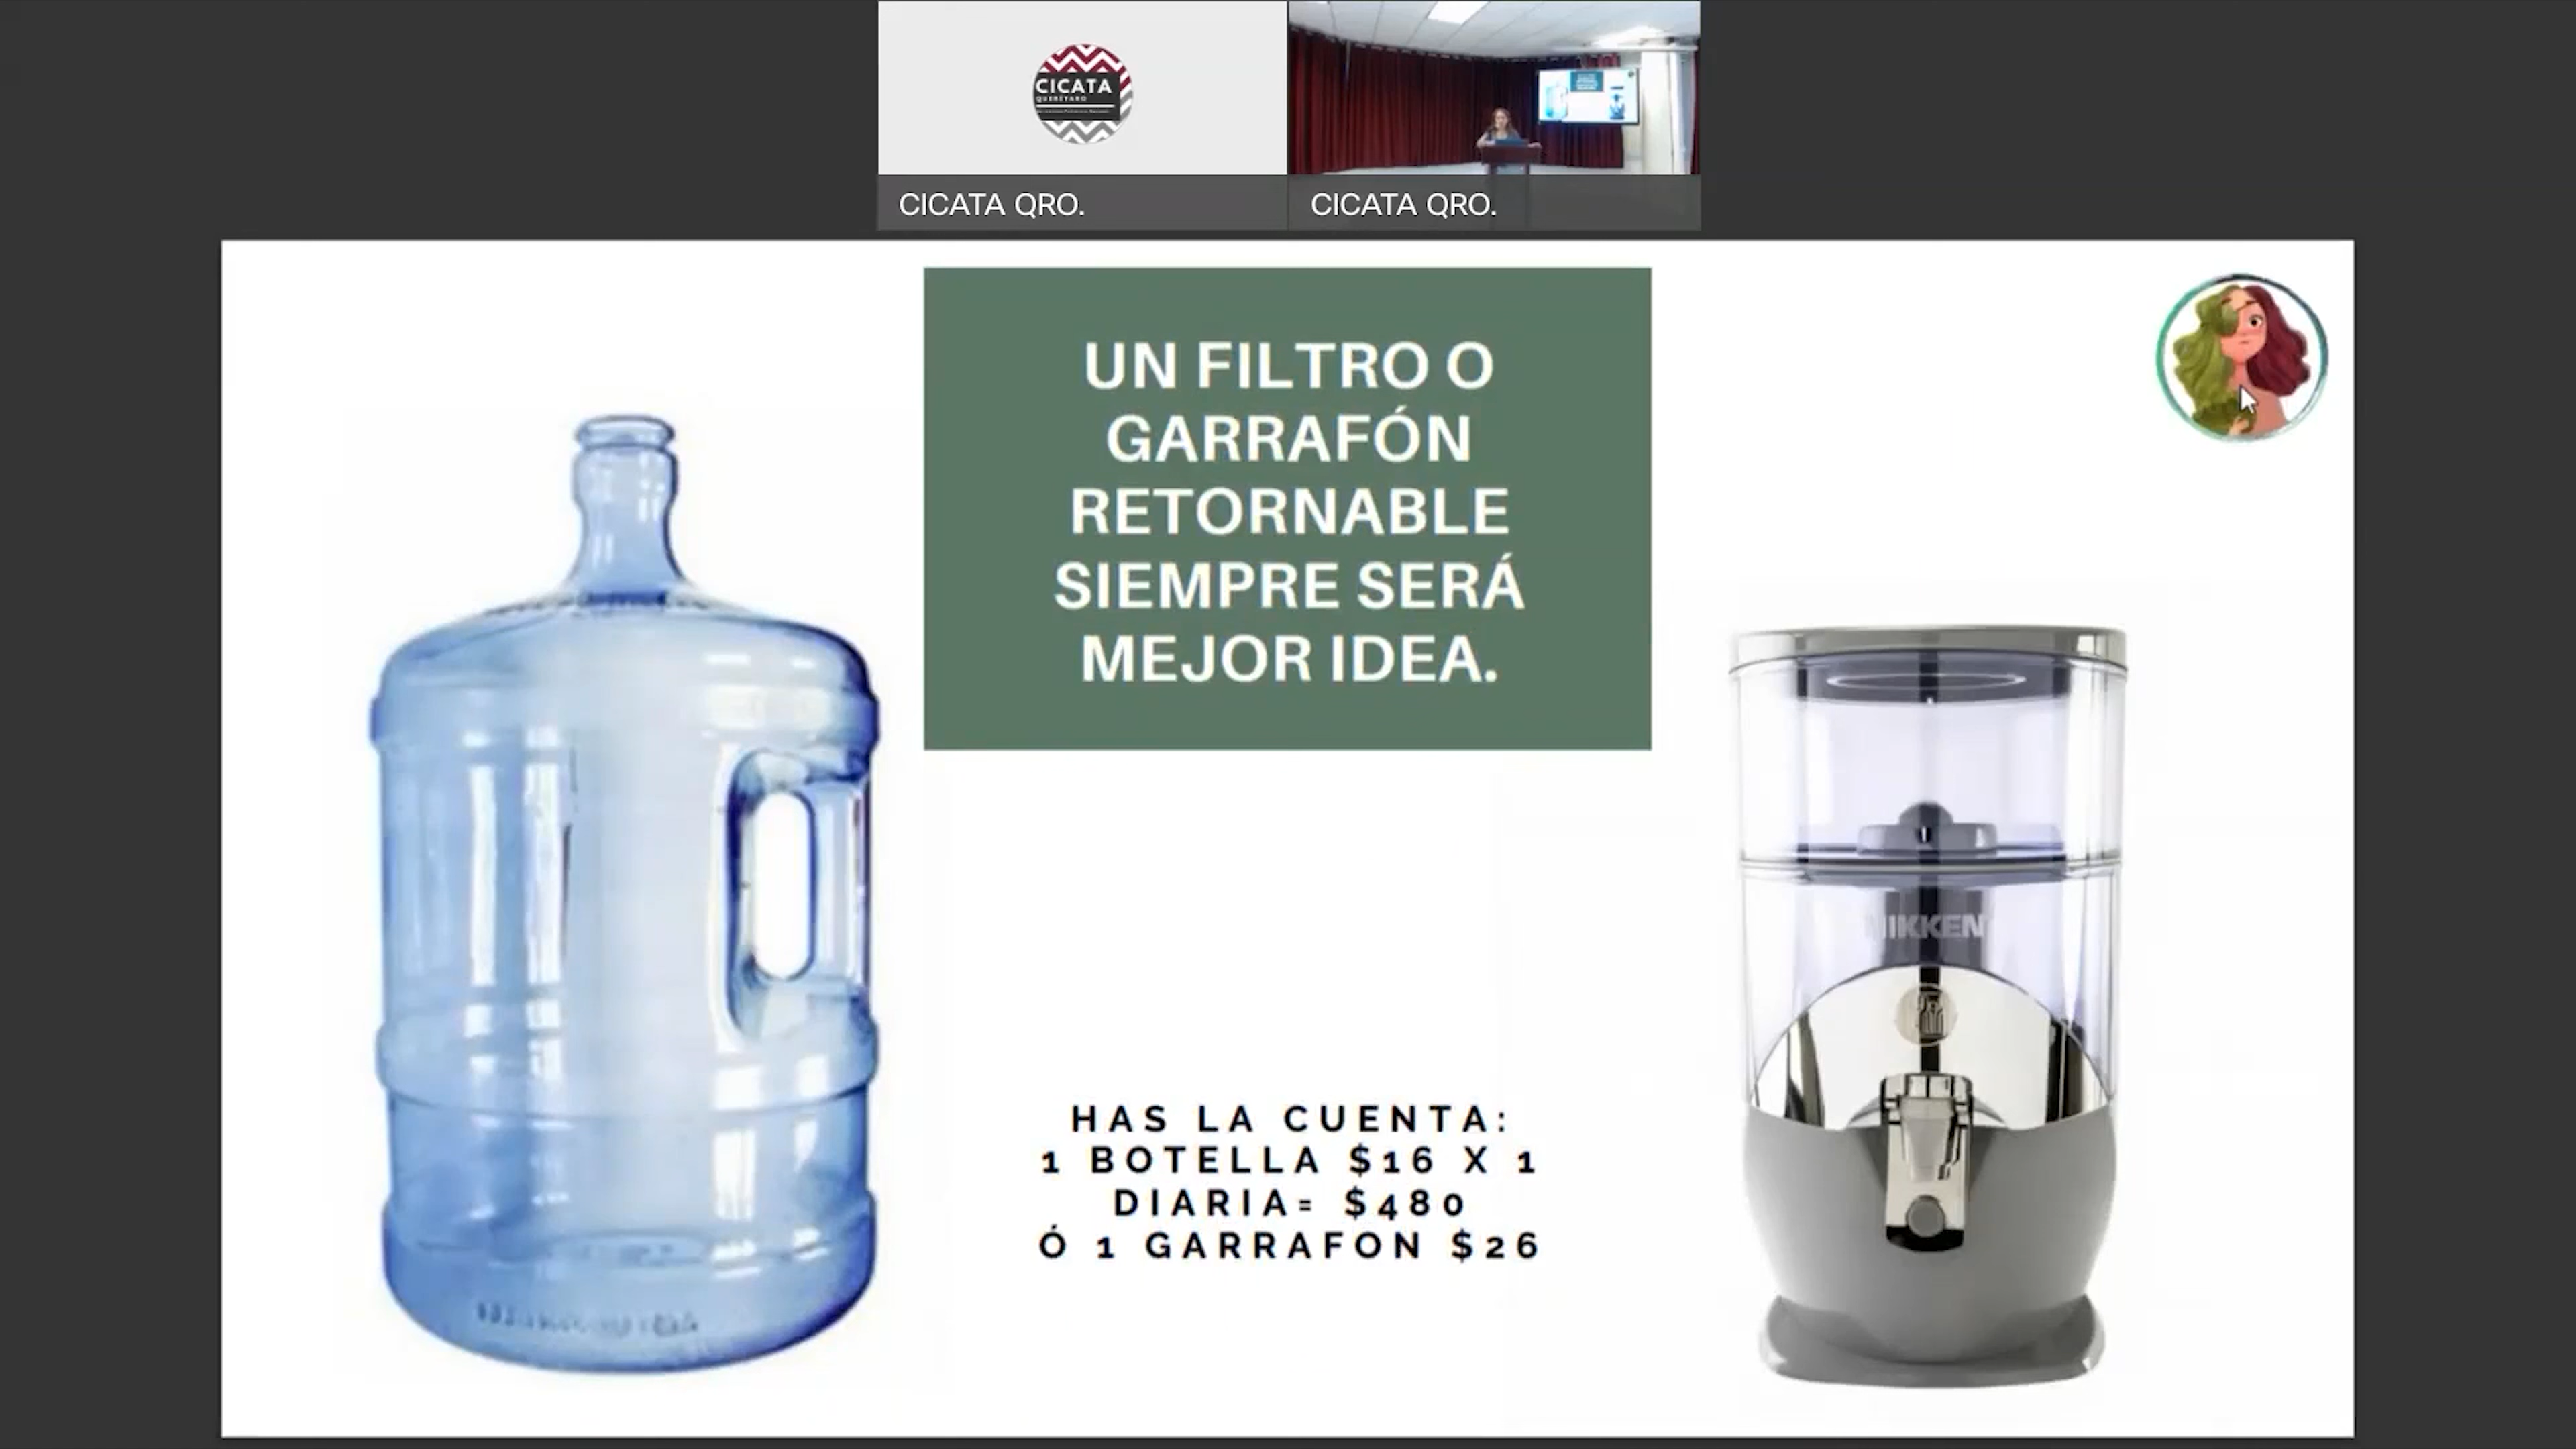 CICATA
QUERÉTARO
CICATA QRO.
CICATA QRO.
UN FILTRO O
GARRAFÓN
RETORNABLE
SIEMPRE SERÁ
MEJOR IDEA.
NIKKEN
HAS LA CUENTA:
1 BOTELLA $16 X 1
DIARIA= $480
Ó 1 GARRAFON $26